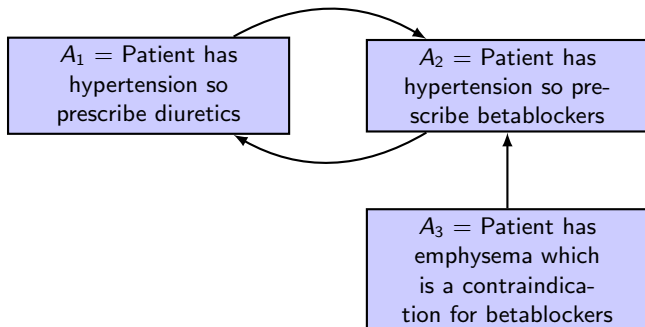 A₁ = Patient has
hypertension so
prescribe diuretics
A₂ = Patient has
hypertension so pre-
scribe betablockers
A₃ = Patient has
emphysema which
is a contraindica-
tion for betablockers